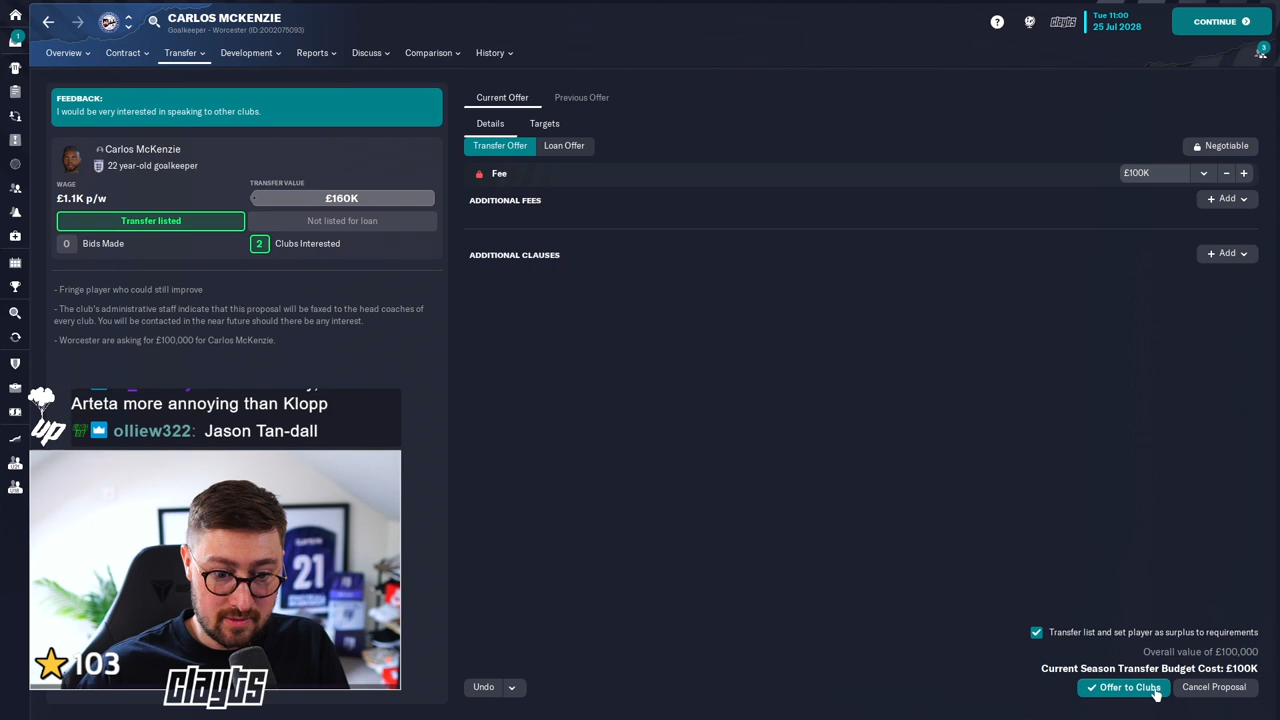 CARLOS MCKENZIE
Goalkeeper - Worcester (ID:2002075093)
clayts
Tue 11:00
25 Jul 2028
CONTINUE
1
3
Overview
Contract
Transfer
Development
Reports
Discuss
Comparison
History
FEEDBACK:
I would be very interested in speaking to other clubs.
Carlos McKenzie
22 year-old goalkeeper
WAGE
£1.1K p/w
TRANSFER VALUE
£160K
Transfer listed
Not listed for loan
0 Bids Made
2 Clubs Interested
- Fringe player who could still improve
- The club's administrative staff indicate that this proposal will be faxed to the head coaches of
every club. You will be contacted in the near future should there be any interest.
- Worcester are asking for £100,000 for Carlos McKenzie.
Current Offer
Previous Offer
Details
Targets
Transfer Offer
Loan Offer
Negotiable
Fee
£100K
ADDITIONAL FEES
Add
ADDITIONAL CLAUSES
Add
Arteta more annoying than Klopp
olliew322: Jason Tan-dall
up
21
103
clayts
Transfer list and set player as surplus to requirements
Overall value of £100,000
Current Season Transfer Budget Cost: £100K
Undo
Offer to Clubs
Cancel Proposal